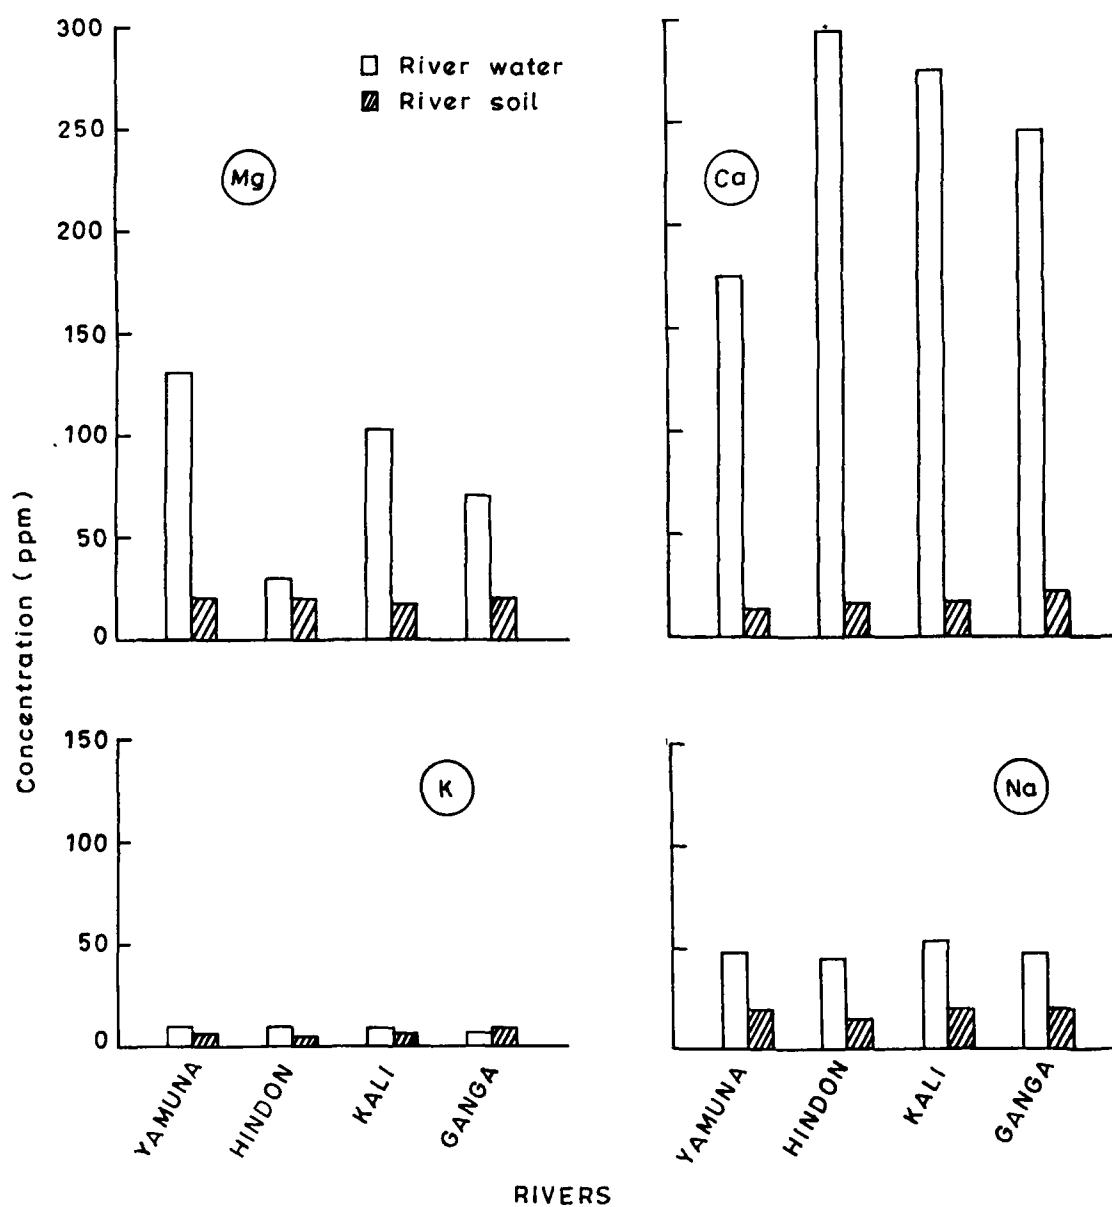 300
250
200
150
100
50
0
River water
River soil
Mg
Ca
Concentration (ppm)
150
100
50
0
K
Na
YAMUNA
HINDON
KALI
GANGA
YAMUNA
HINDON
KALI
GANGA
RIVERS